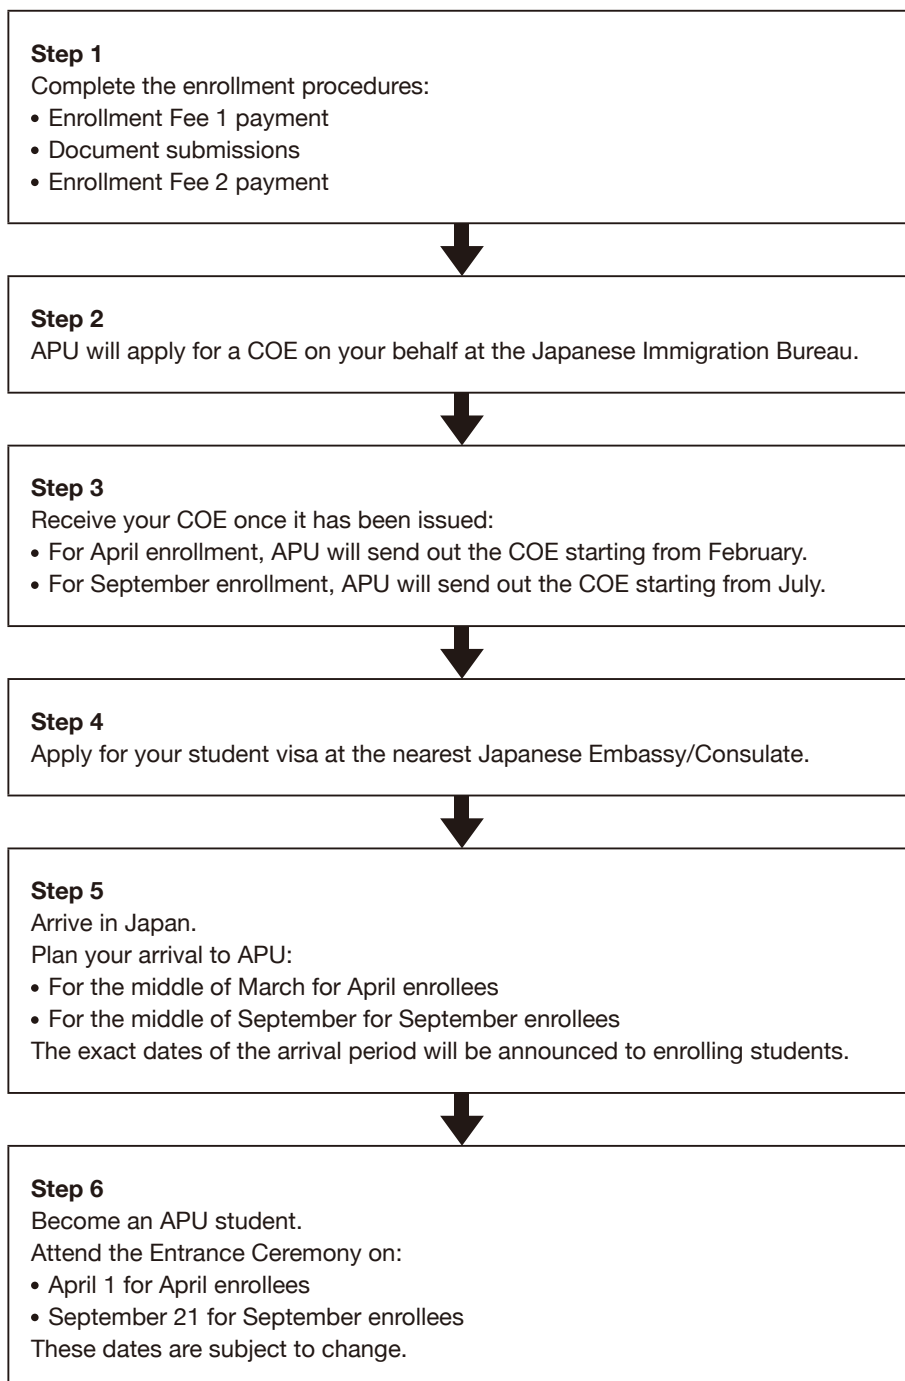 Step 1
Complete the enrollment procedures:
• Enrollment Fee 1 payment
• Document submissions
• Enrollment Fee 2 payment
Step 2
APU will apply for a COE on your behalf at the Japanese Immigration Bureau.
Step 3
Receive your COE once it has been issued:
• For April enrollment, APU will send out the COE starting from February.
• For September enrollment, APU will send out the COE starting from July.
Step 4
Apply for your student visa at the nearest Japanese Embassy/Consulate.
Step 5
Arrive in Japan.
Plan your arrival to APU:
• For the middle of March for April enrollees
• For the middle of September for September enrollees
The exact dates of the arrival period will be announced to enrolling students.
Step 6
Become an APU student.
Attend the Entrance Ceremony on:
• April 1 for April enrollees
• September 21 for September enrollees
These dates are subject to change.